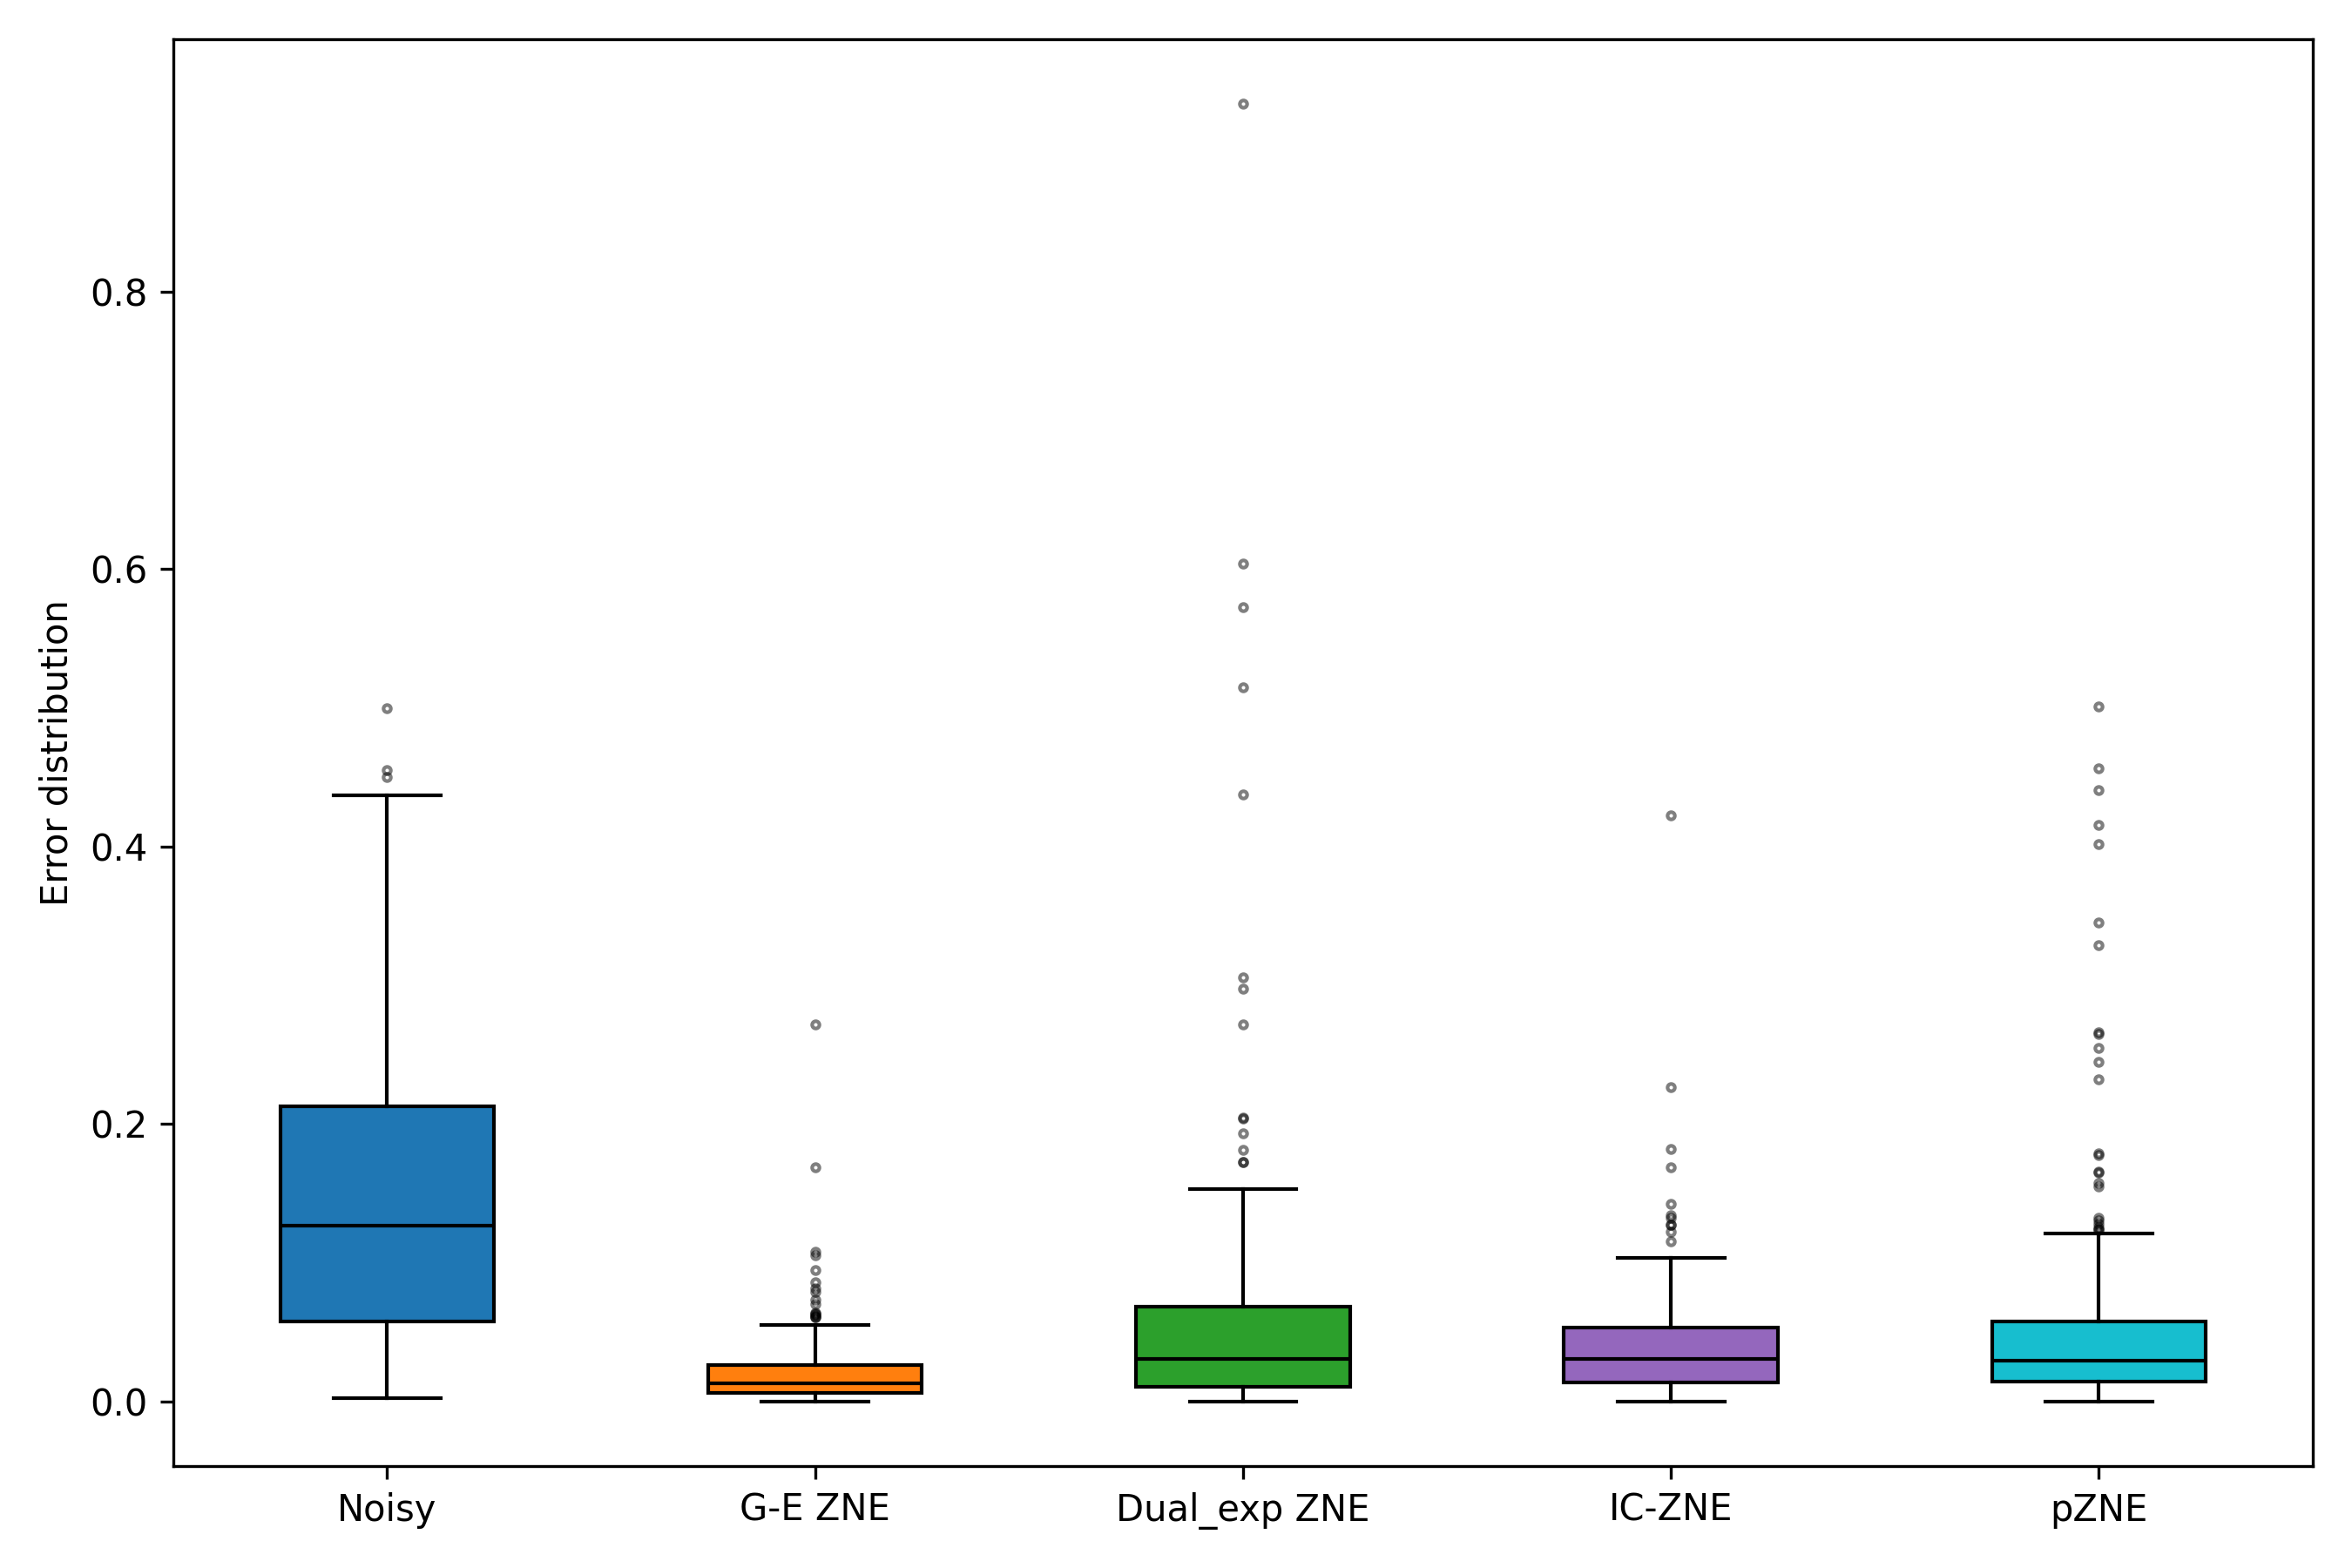 Error distribution
0.8
0.6
0.4
0.2
0.0
Noisy
G-E ZNE
Dual_exp ZNE
IC-ZNE
pZNE